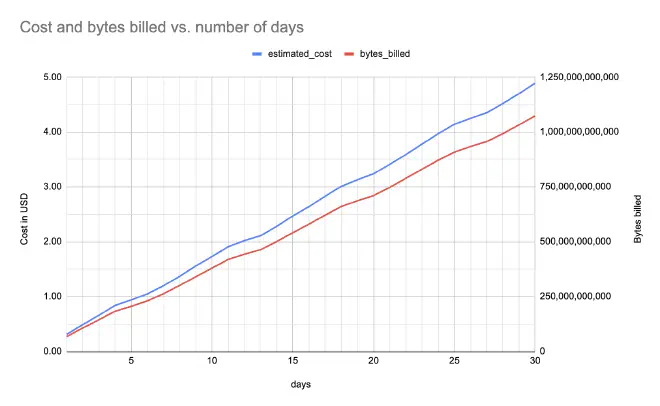 Cost and bytes billed vs. number of days
estimated_cost bytes_billed
5.00 1,250,000,000,000
4.00 1,000,000,000,000
3.00 750,000,000,000
2.00 500,000,000,000
1.00 250,000,000,000
0.00 0
Cost in USD
Bytes billed
5 10 15 20 25 30
days